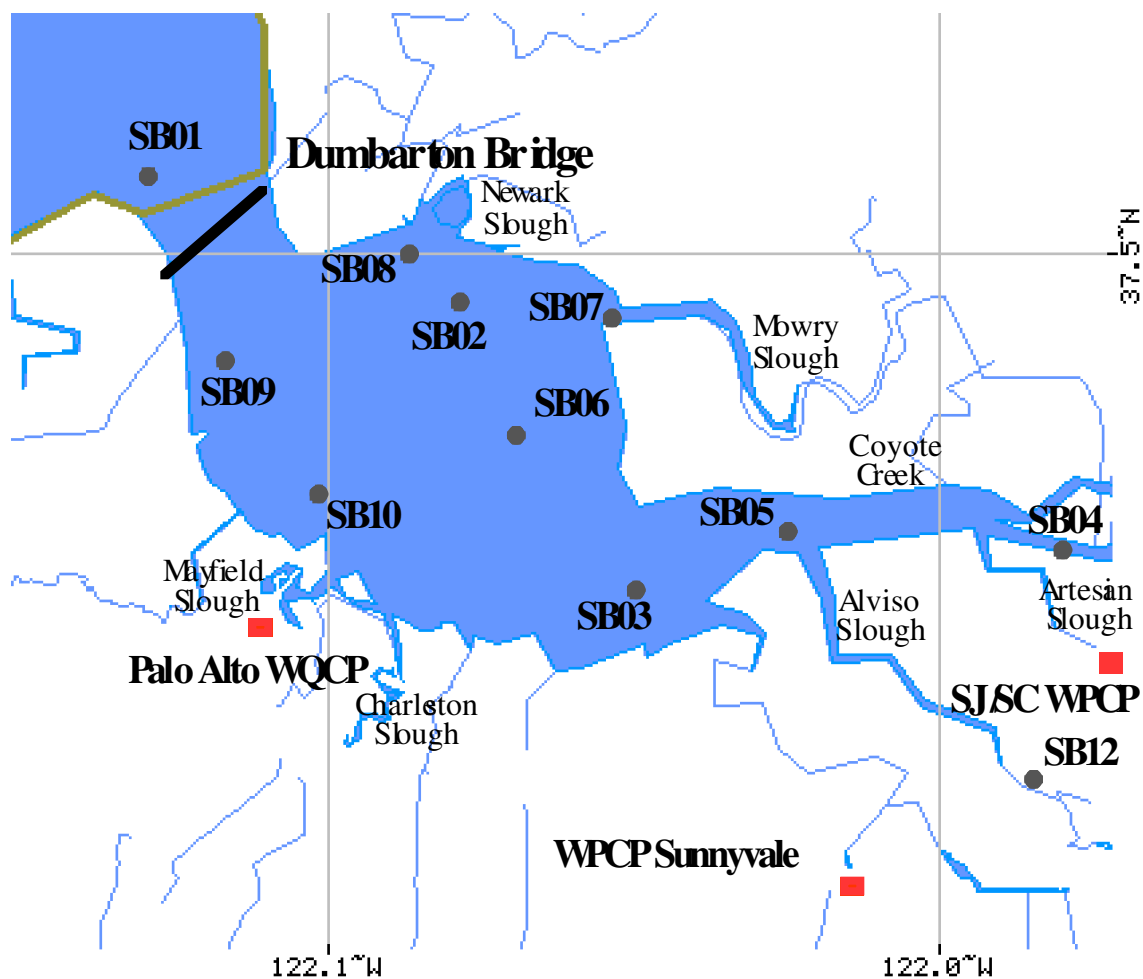 SB01
Dumbarton Bridge
Newark
Slough
SB08
37.5~N
SB02
SB07
Mowry
Slough
SB09
SB06
Coyote
Creek
SB10
SB05
SB04
Mayfield
Slough
SB03
Alviso
Slough
Artesian
Slough
Palo Alto WQCP
Charleston
Slough
SJ/SC WPCP
SB12
WPCP Sunnyvale
122.1~W
122.0~W